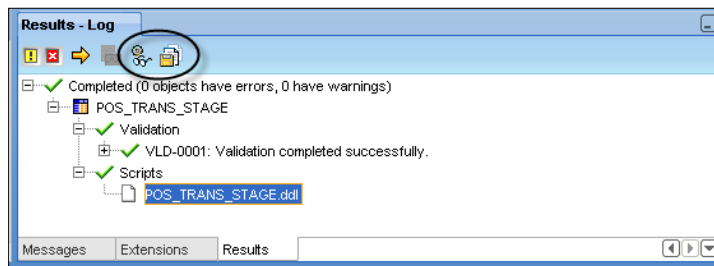 Results - Log
Completed (0 objects have errors, 0 have warnings)
POS_TRANS_STAGE
Validation
VLD-0001: Validation completed successfully.
Scripts
POS_TRANS_STAGE.ddl
Messages Extensions Results